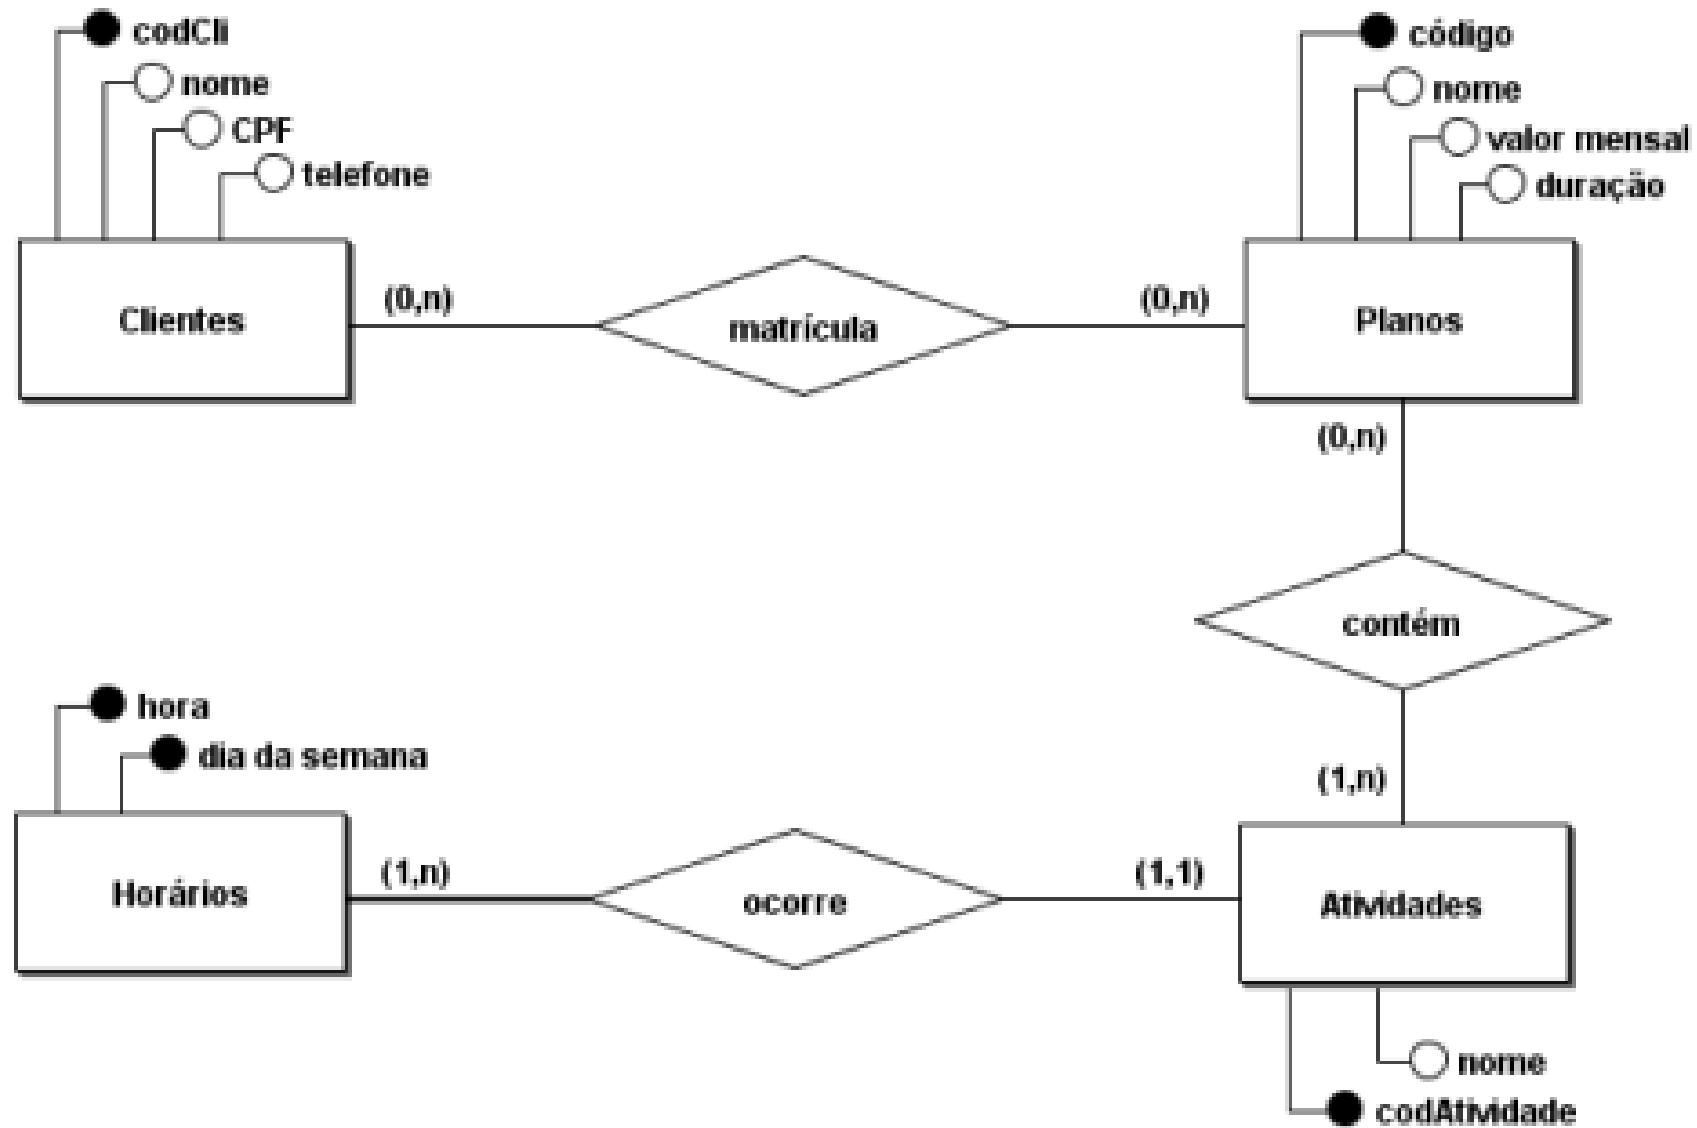 codCli
nome
CPF
telefone
código
nome
valor mensal
duração
Clientes
(0,n)
matrícula
(0,n)
Planos
(0,n)
contém
(1,n)
hora
dia da semana
Horários
(1,n)
ocorre
(1,1)
Atividades
nome
codAtividade